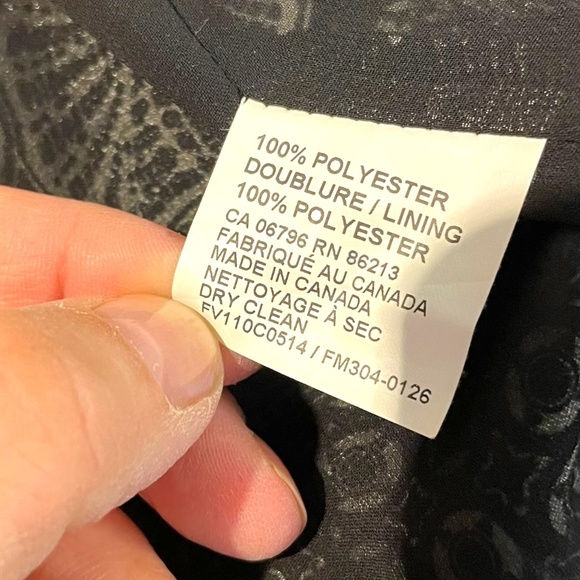 100% POLYESTER
DOUBLURE / LINING
100% POLYESTER
CA 06796 RN 86213
FABRIQUÉ AU CANADA
MADE IN CANADA
NETTOYAGE À SEC
DRY CLEAN
FV110C0514 / FM304-0126